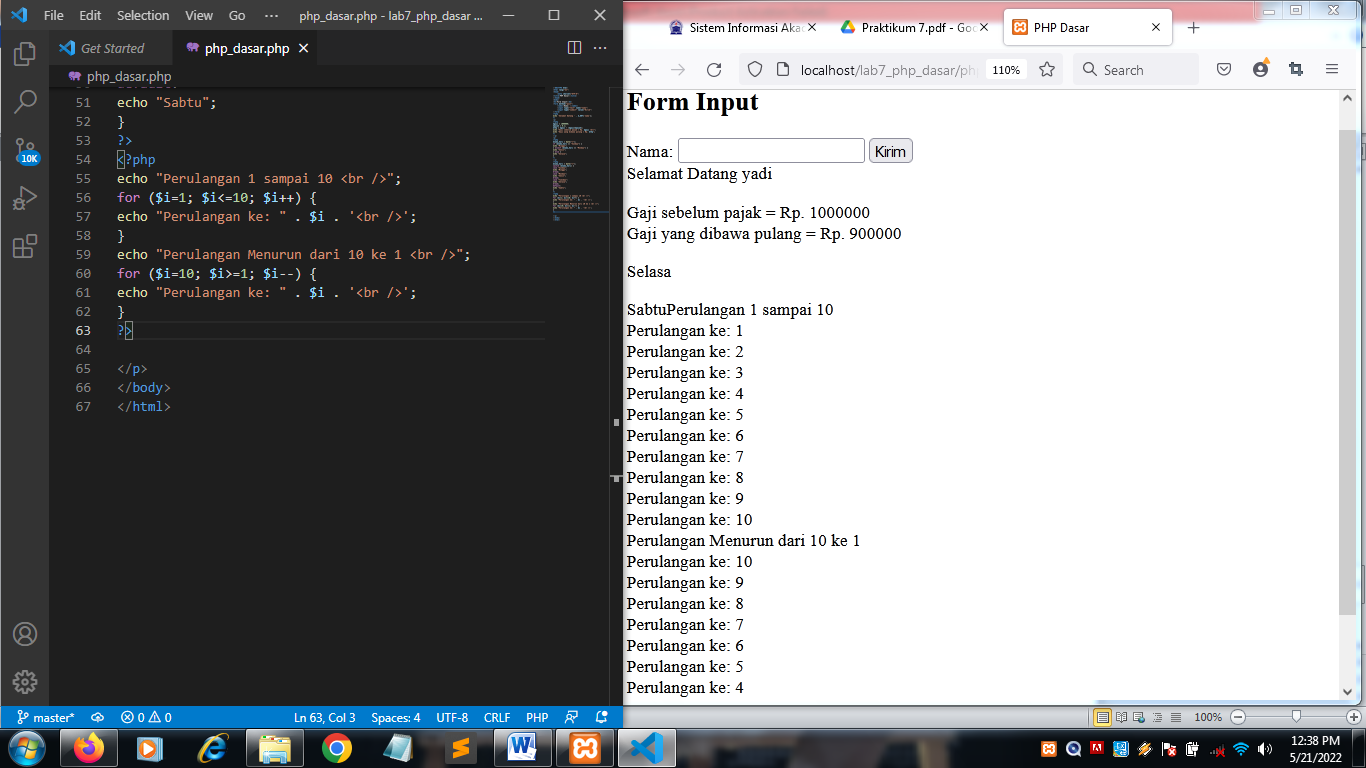 File Edit Selection View Go ··· php_dasar.php - lab7_php_dasar ...
Get Started php_dasar.php
php_dasar.php
51 echo "Sabtu";
52 }
53 ?>
54 <?php
55 echo "Perulangan 1 sampai 10 <br />";
56 for ($i=1; $i<=10; $i++) {
57 echo "Perulangan ke: " . $i . '<br />';
58 }
59 echo "Perulangan Menurun dari 10 ke 1 <br />";
60 for ($i=10; $i>=1; $i--) {
61 echo "Perulangan ke: " . $i . '<br />';
62 }
63 ?>
64
65 </p>
66 </body>
67 </html>
10K
master* 0 0 Ln 63, Col 3 Spaces: 4 UTF-8 CRLF PHP
Sistem Informasi Aka Praktikum 7.pdf - Goo PHP Dasar
localhost/lab7_php_dasar/ph 110% Search
Form Input
Nama: Kirim
Selamat Datang yadi
Gaji sebelum pajak = Rp. 1000000
Gaji yang dibawa pulang = Rp. 900000
Selasa
SabtuPerulangan 1 sampai 10
Perulangan ke: 1
Perulangan ke: 2
Perulangan ke: 3
Perulangan ke: 4
Perulangan ke: 5
Perulangan ke: 6
Perulangan ke: 7
Perulangan ke: 8
Perulangan ke: 9
Perulangan ke: 10
Perulangan Menurun dari 10 ke 1
Perulangan ke: 10
Perulangan ke: 9
Perulangan ke: 8
Perulangan ke: 7
Perulangan ke: 6
Perulangan ke: 5
Perulangan ke: 4
100%
12:38 PM
5/21/2022